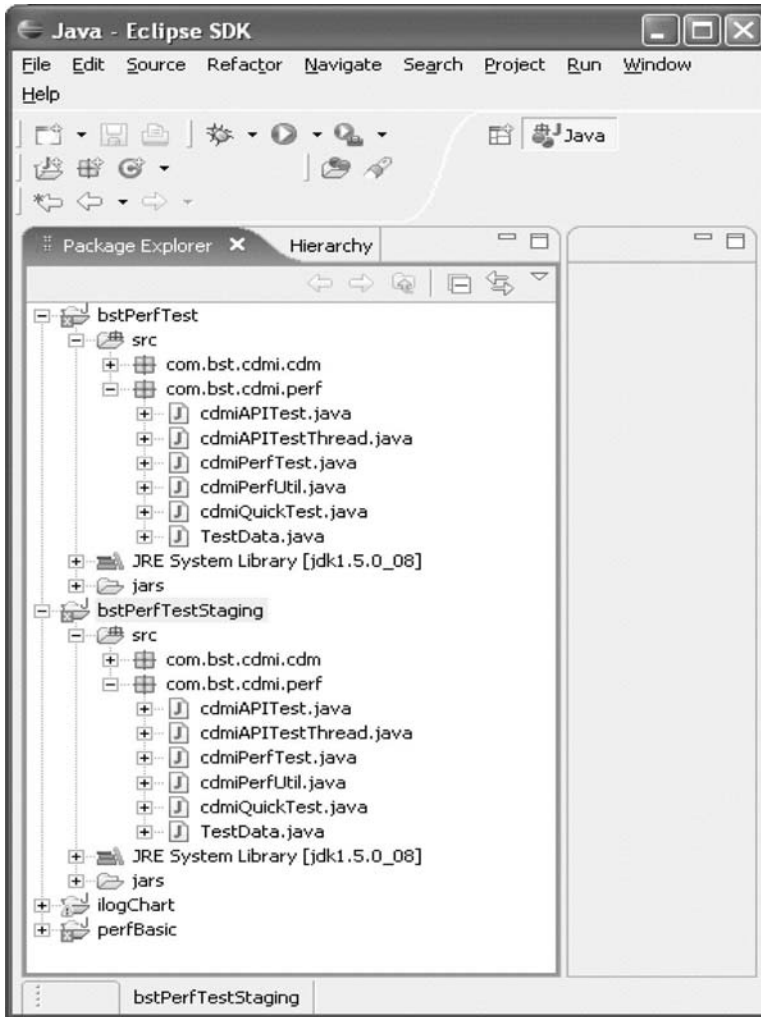 Java - Eclipse SDK
File Edit Source Refactor Navigate Search Project Run Window
Help
Java
Package Explorer Hierarchy
bstPerfTest
src
com.bst.cdmi.cdm
com.bst.cdmi.perf
cdmiAPITest.java
cdmiAPITestThread.java
cdmiPerfTest.java
cdmiPerfUtil.java
cdmiQuickTest.java
TestData.java
JRE System Library [jdk1.5.0_08]
jars
bstPerfTestStaging
src
com.bst.cdmi.cdm
com.bst.cdmi.perf
cdmiAPITest.java
cdmiAPITestThread.java
cdmiPerfTest.java
cdmiPerfUtil.java
cdmiQuickTest.java
TestData.java
JRE System Library [jdk1.5.0_08]
jars
ilogChart
perfBasic
bstPerfTestStaging